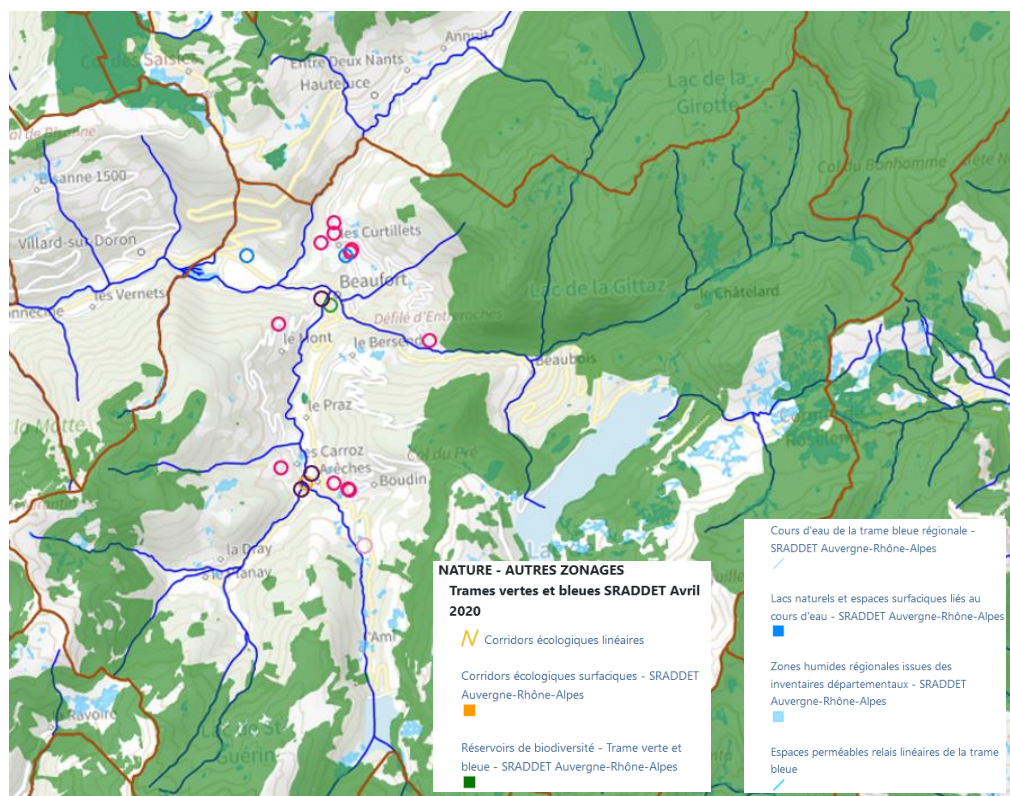 Annuit
Col des Saisies
Entre Deux Nants
Hauteluce
Lac de la
Girotte
Bisanne 1500
Col du Bonhomme
les Curtillets
Villard-sur-Doron
Beaufort
Lac de la Gittaz
les Vernets
le Châtelard
Défilé d'Entreroches
le Mont
le Bersend
Beaubois
le Praz
la Motte
les Carroz
Arêches
Col du Pré
Boudin
Roselend
la Dray
le Planay
Lac de St
Guérin
la Ravoire
NATURE - AUTRES ZONAGES
Trames vertes et bleues SRADDET Avril
2020
Corridors écologiques linéaires
Corridors écologiques surfaciques - SRADDET
Auvergne-Rhône-Alpes
Réservoirs de biodiversité - Trame verte et
bleue - SRADDET Auvergne-Rhône-Alpes
Cours d'eau de la trame bleue régionale -
SRADDET Auvergne-Rhône-Alpes
Lacs naturels et espaces surfaciques liés au
cours d'eau - SRADDET Auvergne-Rhône-Alpes
Zones humides régionales issues des
inventaires départementaux - SRADDET
Auvergne-Rhône-Alpes
Espaces perméables relais linéaires de la trame
bleue